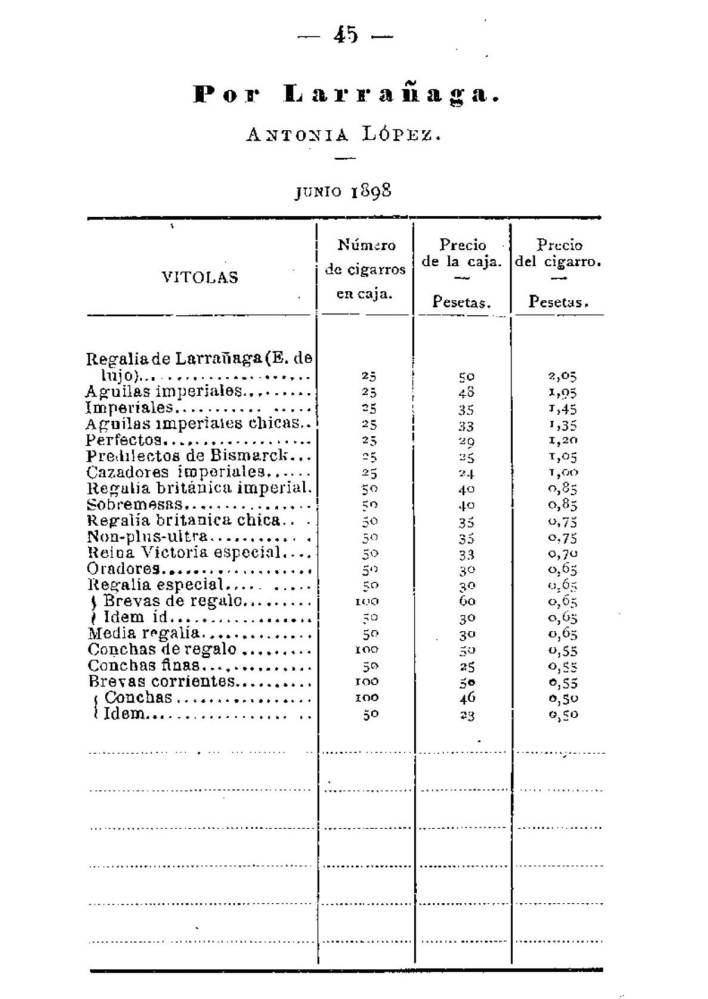 — 45 —
Por Larrañaga.
ANTONIA LÓPEZ.
JUNIO 1898
VITOLAS
Número
de cigarros
en caja.
Precio
de la caja.
Pesetas.
Precio
del cigarro.
Pesetas.
Regalia de Larrañaga (E. de
lujo).................... 25 50 2,05
Aguilas imperiales......... 25 48 1,95
Imperiales.......... ..... 25 35 1,45
Aguilas imperiales chicas.. 25 33 1,35
Perfectos.................. 25 29 1,20
Predilectos de Bismarck... 25 25 1,05
Cazadores imperiales...... 25 24 1,00
Regalia británica imperial. 50 40 0,85
Sobremesas............... 50 40 0,85
Regalia britanica chica.. . 50 35 0,75
Non-plus-ultra........... . 50 35 0,75
Reina Victoria especial.... 50 33 0,70
Oradores.................. 50 30 0,65
Regalia especial..... ..... 50 30 0,65
{ Brevas de regalo......... 100 60 0,65
{ Idem id................. 50 30 0,65
Media regalia.............. 50 30 0,65
Conchas de regalo ......... 100 50 0,55
Conchas finas.............. 50 25 0,55
Brevas corrientes.......... 100 50 0,55
{ Conchas ................. 100 46 0,50
{ Idem................. .. 50 23 0,50